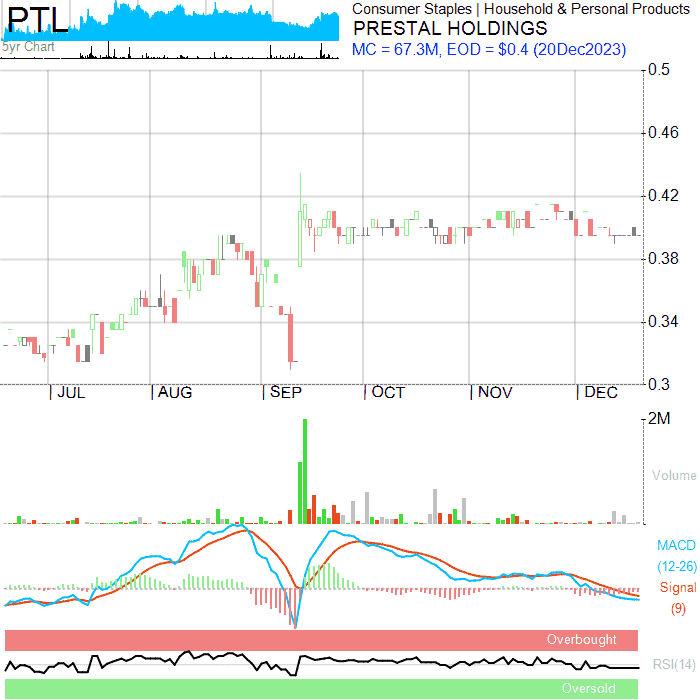 PTL
5yr Chart
Consumer Staples | Household & Personal Products
PRESTAL HOLDINGS
MC = 67.3M, EOD = $0.4 (20Dec2023)
0.5
0.46
0.42
0.38
0.34
0.3
JUL AUG SEP OCT NOV DEC
2M
Volume
MACD
(12-26)
Signal
(9)
Overbought
RSI(14)
Oversold